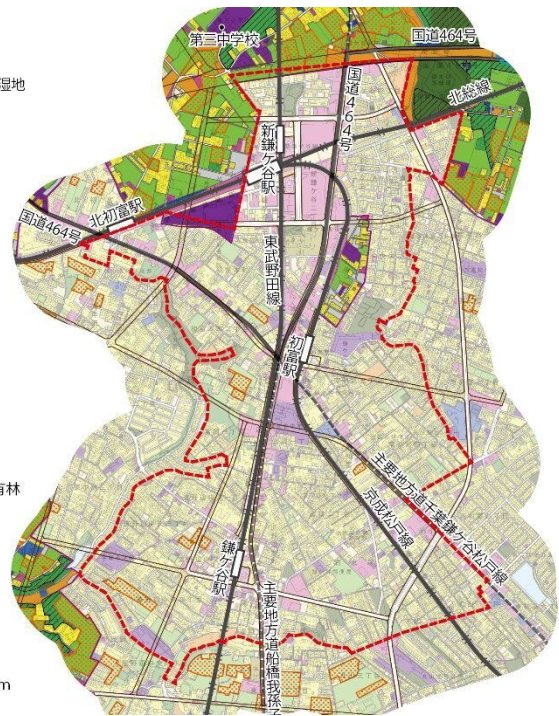 第三中学校
国道464号
湿地
国道464号
北総線
新鎌ケ谷駅
北初富駅
国道464号
東武野田線
初富駅
有林
主要地方道千葉鎌ケ谷松戸線
京成松戸線
鎌ケ谷駅
主要地方道船橋我孫子
m